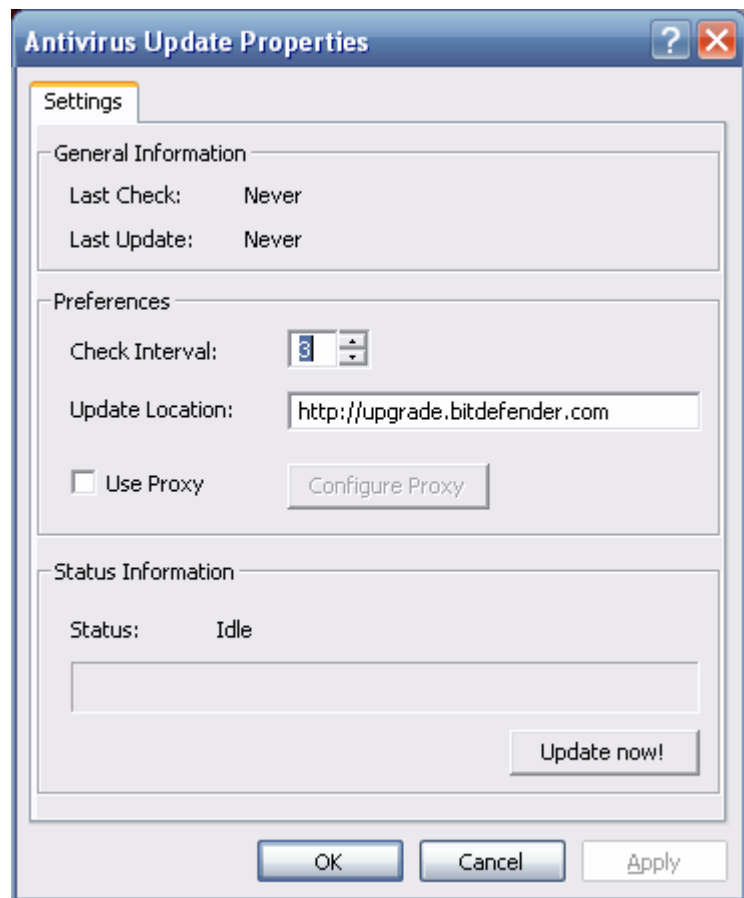 Antivirus Update Properties
Settings
General Information
Last Check: Never
Last Update: Never
Preferences
Check Interval: 3
Update Location: http://upgrade.bitdefender.com
Use Proxy Configure Proxy
Status Information
Status: Idle
Update now!
OK Cancel Apply